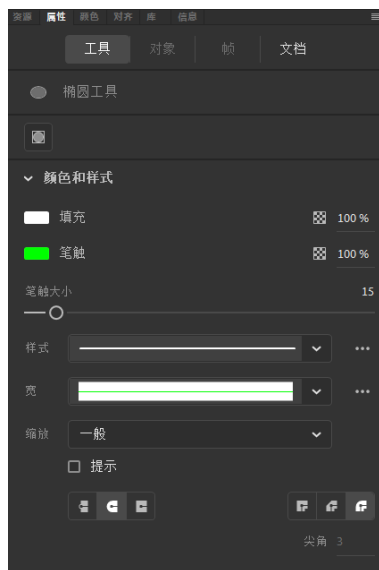 资源 属性 颜色 对齐 库 信息
工具 对象 帧 文档
椭圆工具
颜色和样式
填充 100 %
笔触 100 %
笔触大小 15
样式
宽
缩放 一般
提示
尖角 3